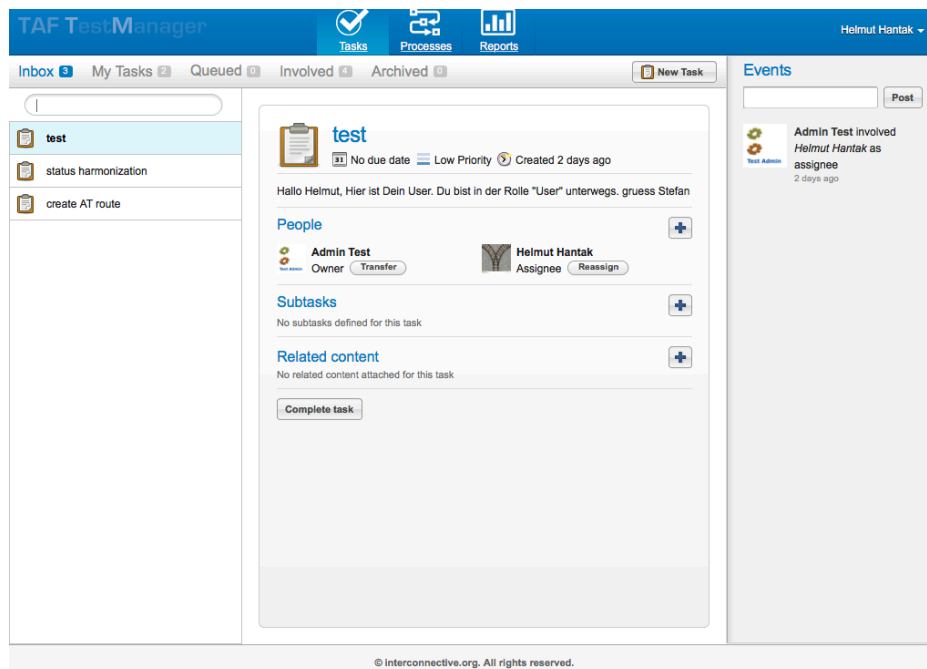 TAF TestManager
Tasks
Processes
Reports
Helmut Hantak
Inbox 3 My Tasks 2 Queued 0 Involved 4 Archived 0
New Task
test
status harmonization
create AT route
test
31 No due date Low Priority Created 2 days ago
Hallo Helmut, Hier ist Dein User. Du bist in der Rolle "User" unterwegs. gruess Stefan
People
Test Admin
Admin Test
Owner Transfer
Helmut Hantak
Assignee Reassign
Subtasks
No subtasks defined for this task
Related content
No related content attached for this task
Complete task
Events
Post
Test Admin
Admin Test involved
Helmut Hantak as
assignee
2 days ago
© interconnective.org. All rights reserved.